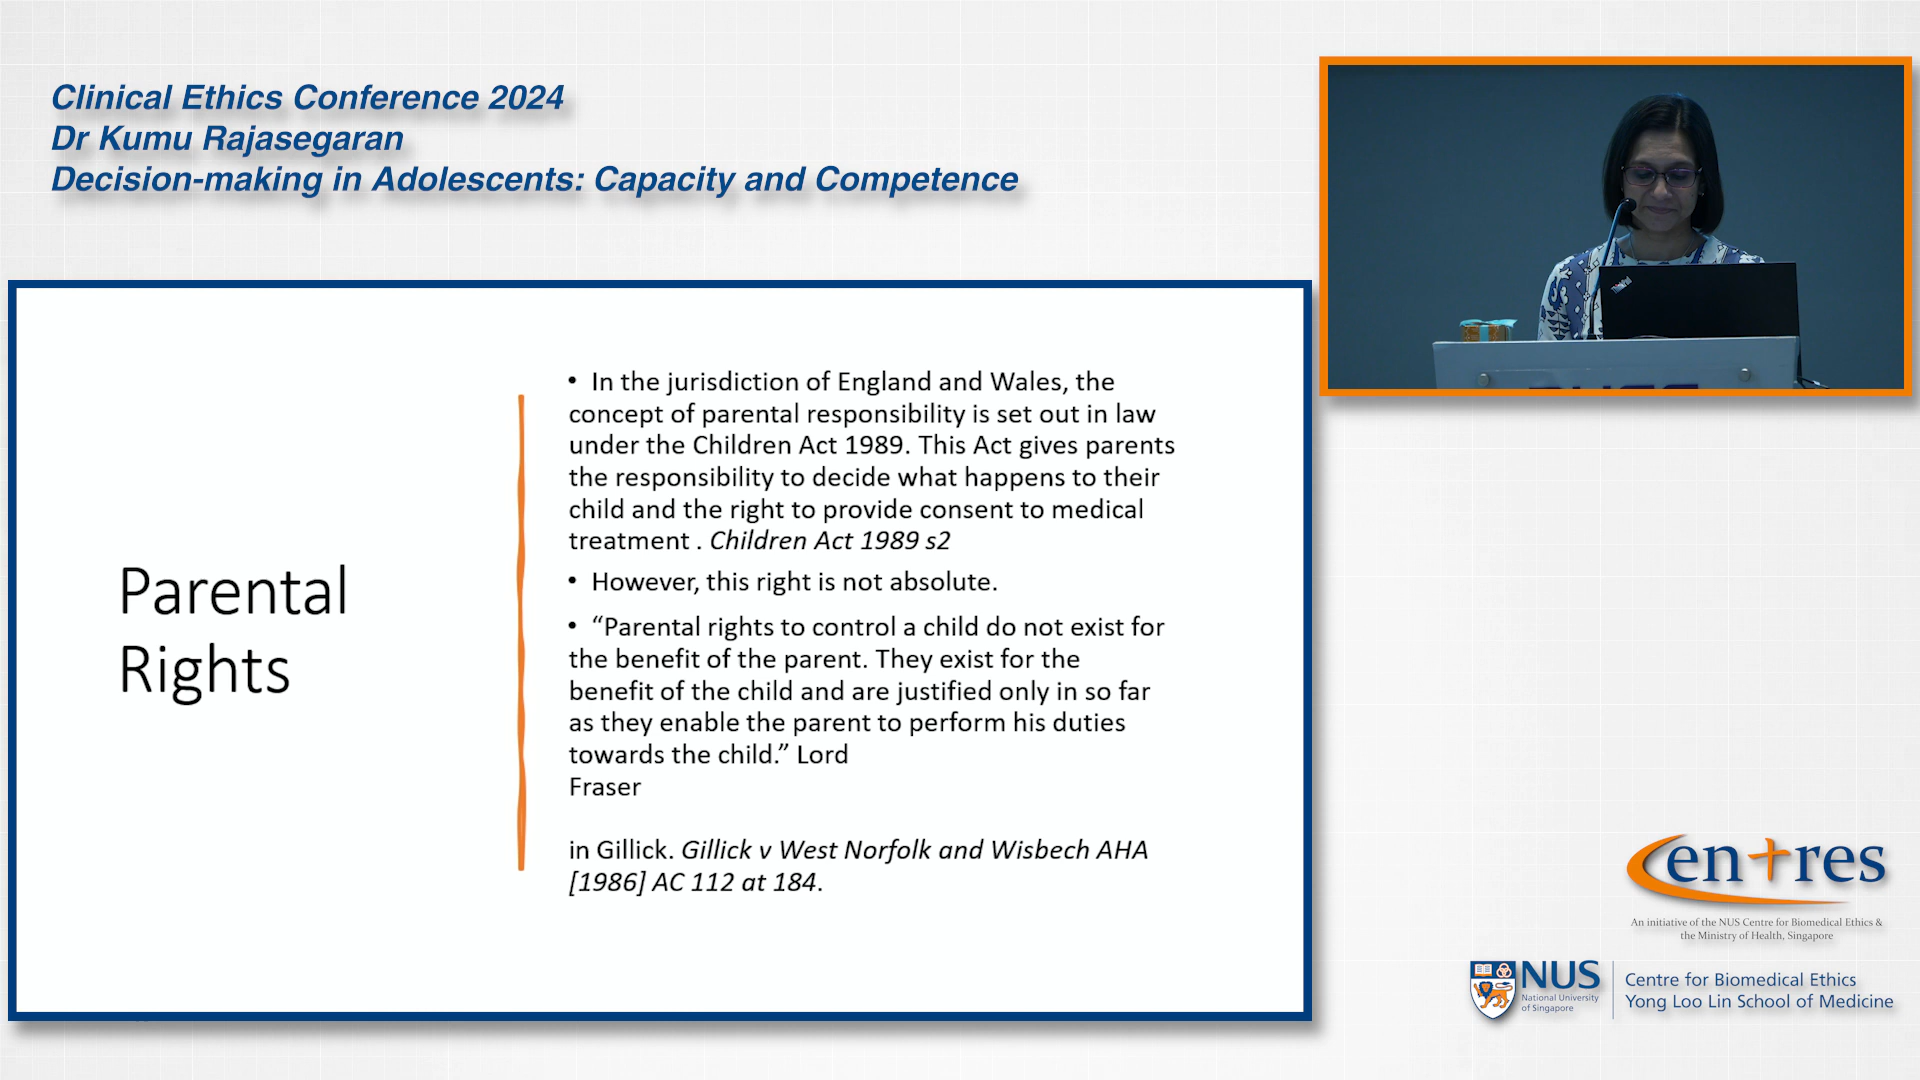 Clinical Ethics Conference 2024
Dr Kumu Rajasegaran
Decision-making in Adolescents: Capacity and Competence
Parental
Rights
• In the jurisdiction of England and Wales, the
concept of parental responsibility is set out in law
under the Children Act 1989. This Act gives parents
the responsibility to decide what happens to their
child and the right to provide consent to medical
treatment . Children Act 1989 s2
• However, this right is not absolute.
• “Parental rights to control a child do not exist for
the benefit of the parent. They exist for the
benefit of the child and are justified only in so far
as they enable the parent to perform his duties
towards the child.” Lord
Fraser
in Gillick. Gillick v West Norfolk and Wisbech AHA
[1986] AC 112 at 184.
ThinkPad
Centres
An initiative of the NUS Centre for Biomedical Ethics &
the Ministry of Health, Singapore
NUS
National University
of Singapore
Centre for Biomedical Ethics
Yong Loo Lin School of Medicine